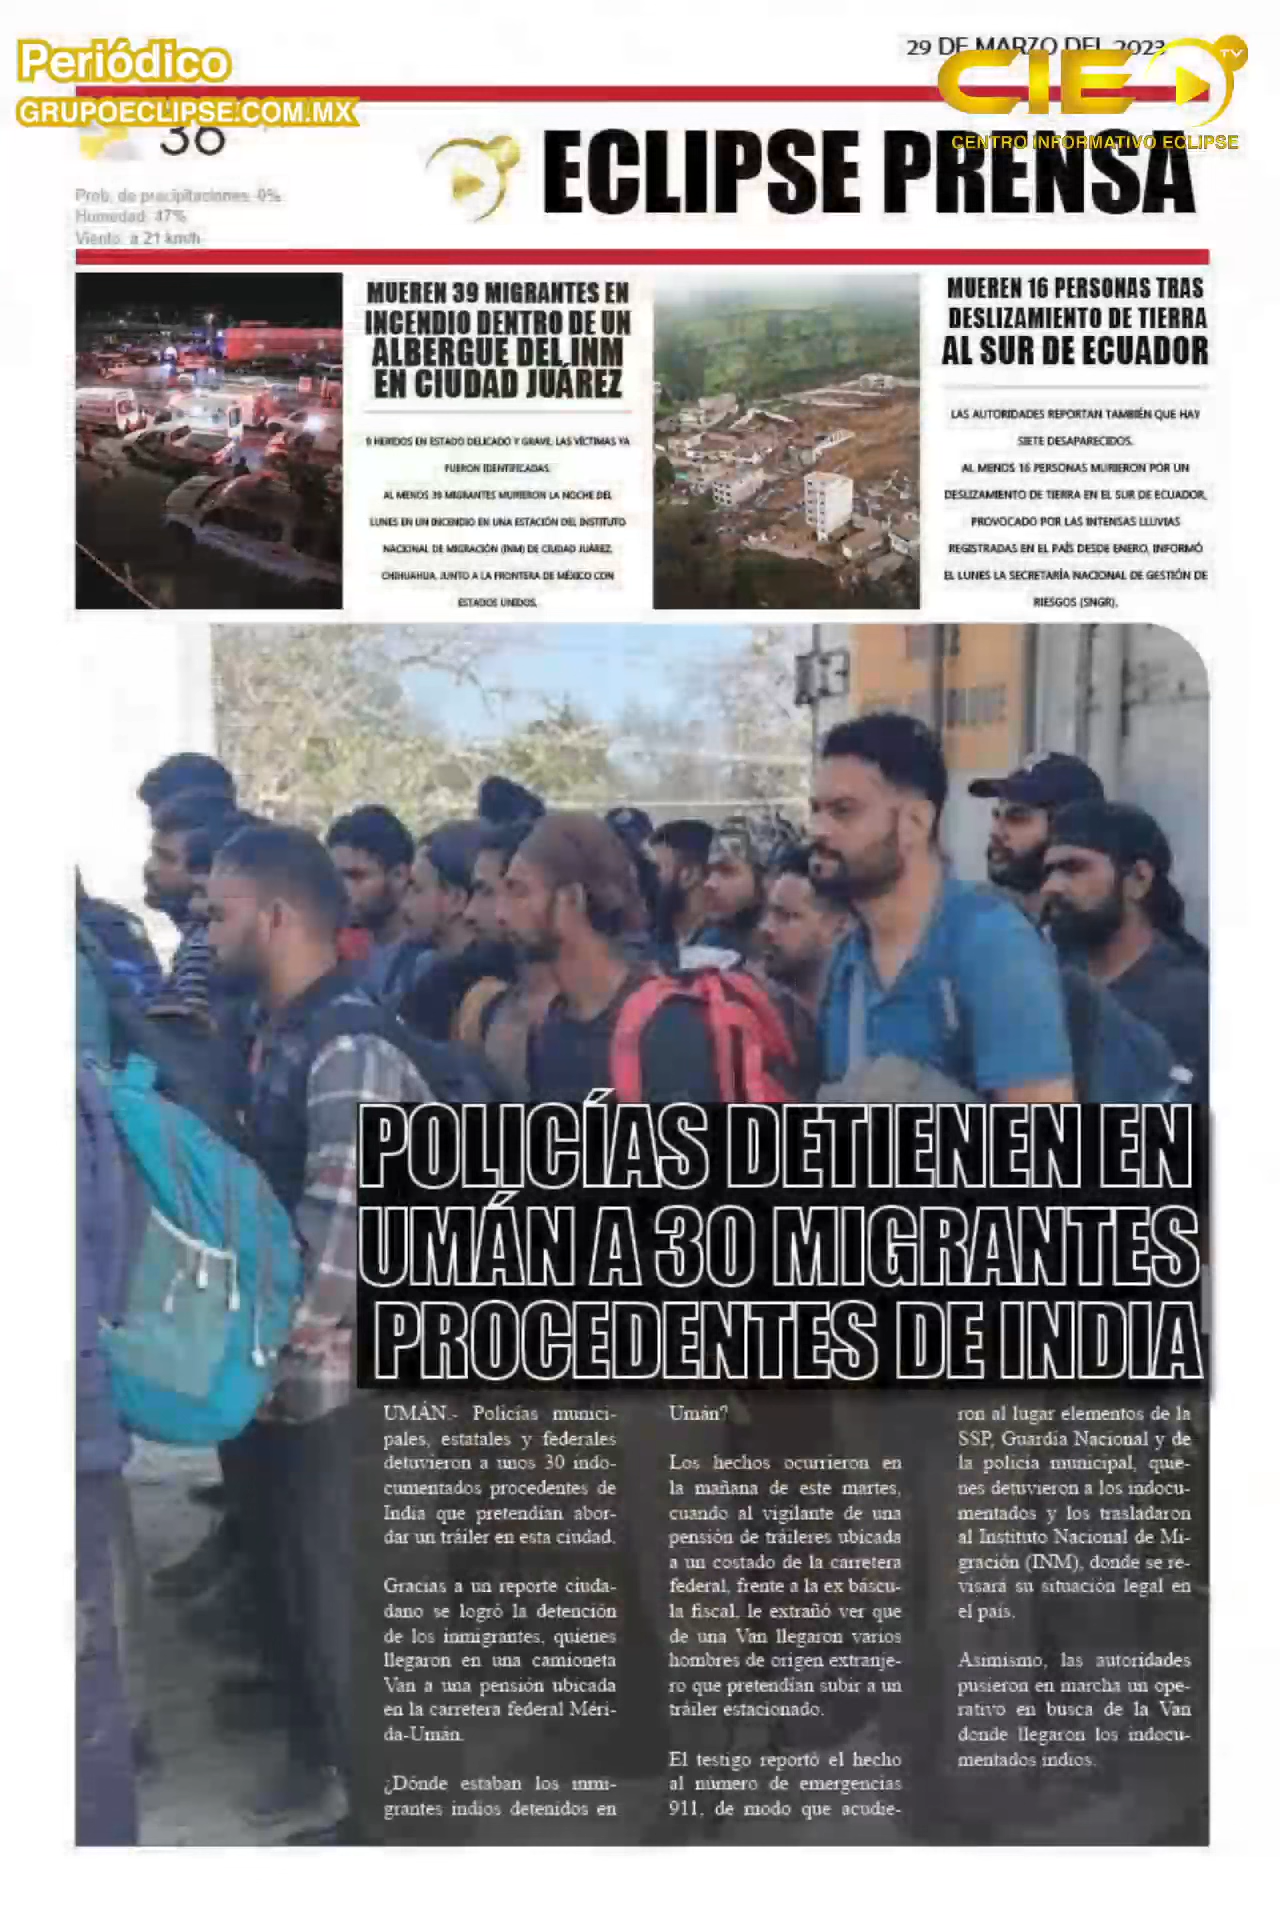 Periódico
GRUPOECLIPSE.COM.MX
29 DE MARZO DEL 2023
CIE TV
CENTRO INFORMATIVO ECLIPSE
36
Prob. de precipitaciones: 0%
Humedad: 47%
Viento: a 21 km/h
ECLIPSE PRENSA
MUEREN 39 MIGRANTES EN
INCENDIO DENTRO DE UN
ALBERGUE DEL INM
EN CIUDAD JUÁREZ
9 HERIDOS EN ESTADO DELICADO Y GRAVE, LAS VÍCTIMAS YA
FUERON IDENTIFICADAS.
AL MENOS 39 MIGRANTES MURIERON LA NOCHE DEL
LUNES EN UN INCENDIO EN UNA ESTACIÓN DEL INSTITUTO
NACIONAL DE MIGRACIÓN (INM) DE CIUDAD JUÁREZ,
CHIHUAHUA, JUNTO A LA FRONTERA DE MÉXICO CON
ESTADOS UNIDOS.
MUEREN 16 PERSONAS TRAS
DESLIZAMIENTO DE TIERRA
AL SUR DE ECUADOR
LAS AUTORIDADES REPORTAN TAMBIÉN QUE HAY
SIETE DESAPARECIDOS.
AL MENOS 16 PERSONAS MURIERON POR UN
DESLIZAMIENTO DE TIERRA EN EL SUR DE ECUADOR,
PROVOCADO POR LAS INTENSAS LLUVIAS
REGISTRADAS EN EL PAÍS DESDE ENERO, INFORMÓ
EL LUNES LA SECRETARÍA NACIONAL DE GESTIÓN DE
RIESGOS (SNGR).
POLICÍAS DETIENEN EN
UMÁN A 30 MIGRANTES
PROCEDENTES DE INDIA
UMÁN.- Policías munici-
pales, estatales y federales
detuvieron a unos 30 indo-
cumentados procedentes de
India que pretendían abor-
dar un tráiler en esta ciudad.
Gracias a un reporte ciuda-
dano se logró la detención
de los inmigrantes, quienes
llegaron en una camioneta
Van a una pensión ubicada
en la carretera federal Méri-
da-Umán.
¿Dónde estaban los inmi-
grantes indios detenidos en
Umán?
Los hechos ocurrieron en
la mañana de este martes,
cuando al vigilante de una
pensión de tráileres ubicada
a un costado de la carretera
federal, frente a la ex báscu-
la fiscal, le extrañó ver que
de una Van llegaron varios
hombres de origen extranje-
ro que pretendían subir a un
tráiler estacionado.
El testigo reportó el hecho
al número de emergencias
911, de modo que acudie-
ron al lugar elementos de la
SSP, Guardia Nacional y de
la policía municipal, quie-
nes detuvieron a los indocu-
mentados y los trasladaron
al Instituto Nacional de Mi-
gración (INM), donde se re-
visará su situación legal en
el país.
Asimismo, las autoridades
pusieron en marcha un ope-
rativo en busca de la Van
donde llegaron los indocu-
mentados indios.